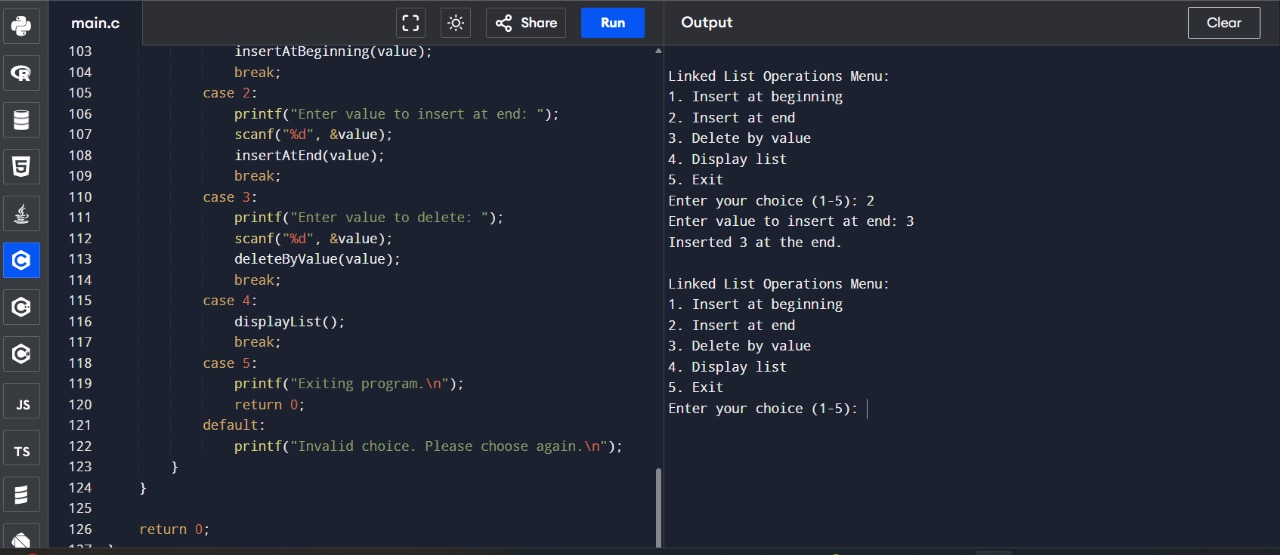 main.c
Share
Run
Output
Clear
JS
TS
103 insertAtBeginning(value);
104 break;
105 case 2:
106 printf("Enter value to insert at end: ");
107 scanf("%d", &value);
108 insertAtEnd(value);
109 break;
110 case 3:
111 printf("Enter value to delete: ");
112 scanf("%d", &value);
113 deleteByValue(value);
114 break;
115 case 4:
116 displayList();
117 break;
118 case 5:
119 printf("Exiting program.\n");
120 return 0;
121 default:
122 printf("Invalid choice. Please choose again.\n");
123 }
124 }
125
126 return 0;
Linked List Operations Menu:
1. Insert at beginning
2. Insert at end
3. Delete by value
4. Display list
5. Exit
Enter your choice (1-5): 2
Enter value to insert at end: 3
Inserted 3 at the end.
Linked List Operations Menu:
1. Insert at beginning
2. Insert at end
3. Delete by value
4. Display list
5. Exit
Enter your choice (1-5):